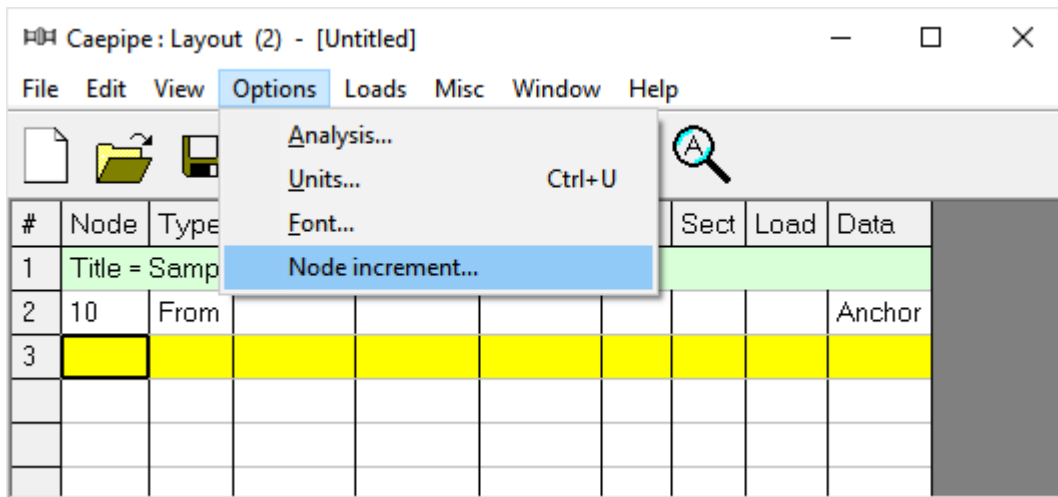 Caepipe : Layout (2) - [Untitled]
File Edit View Options Loads Misc Window Help
Analysis...
Units... Ctrl+U
Font...
Node increment...
A
# Node Type Sect Load Data
1 Title = Samp
2 10 From Anchor
3